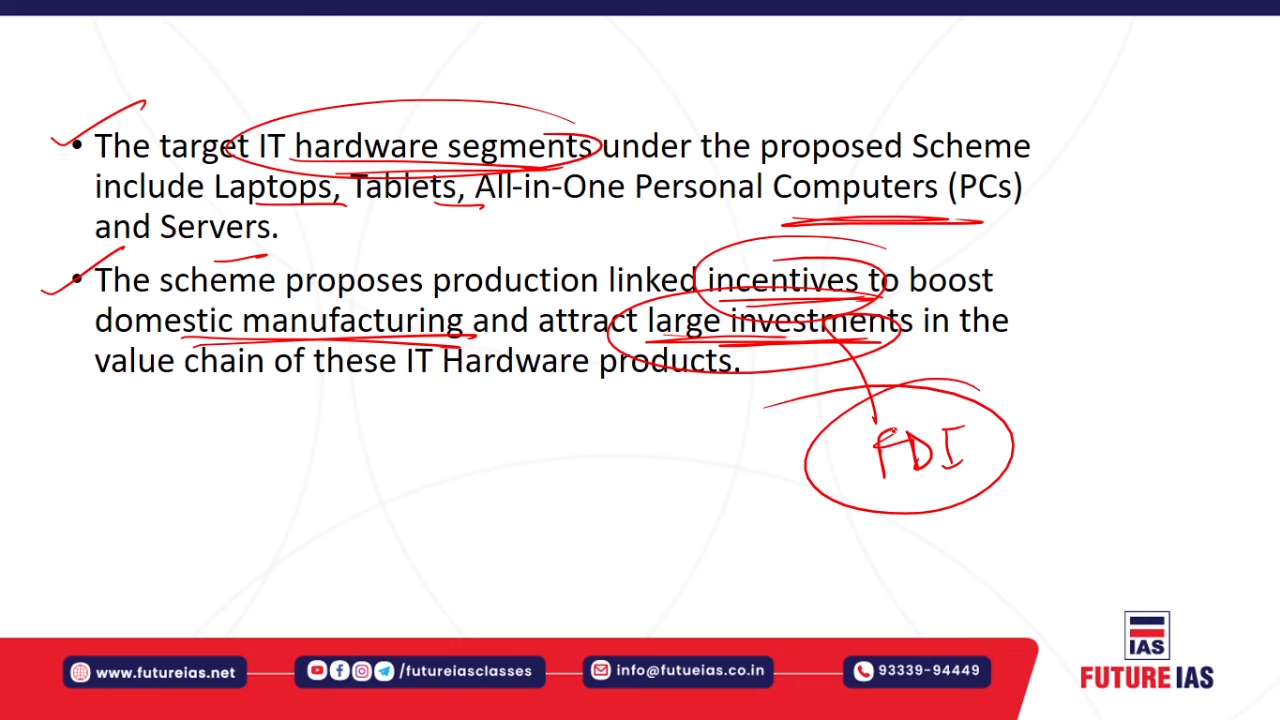 • The target IT hardware segments under the proposed Scheme
include Laptops, Tablets, All-in-One Personal Computers (PCs)
and Servers.
• The scheme proposes production linked incentives to boost
domestic manufacturing and attract large investments in the
value chain of these IT Hardware products.
FDI
IAS
www.futureias.net /futureiasclasses info@futueias.co.in 93339-94449 FUTURE IAS